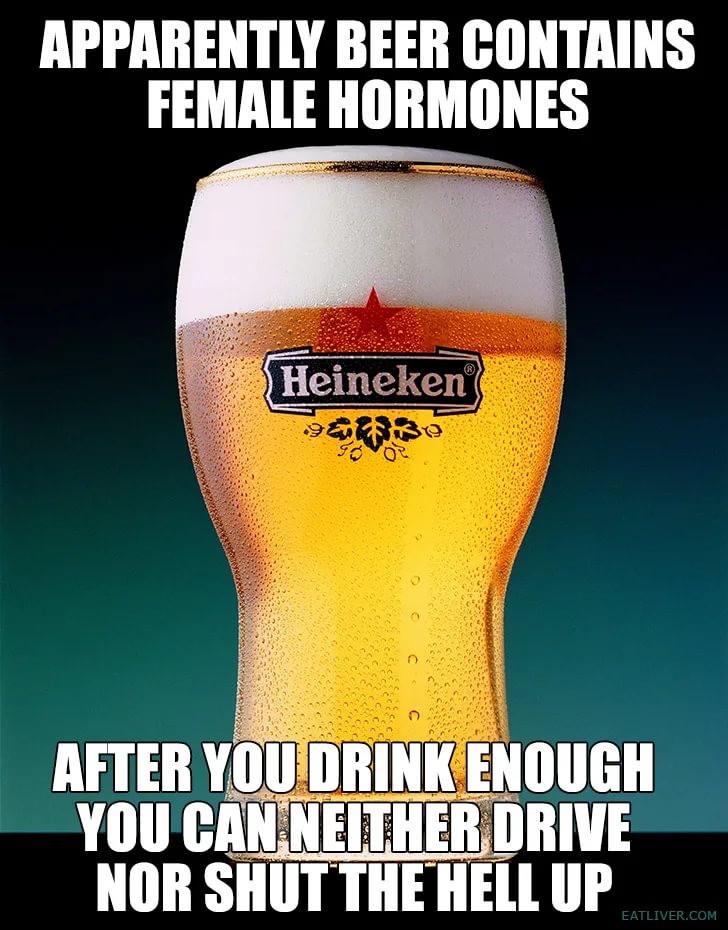 APPARENTLY BEER CONTAINS
FEMALE HORMONES
Heineken®
AFTER YOU DRINK ENOUGH
YOU CAN NEITHER DRIVE
NOR SHUT THE HELL UP
EATLIVER.COM